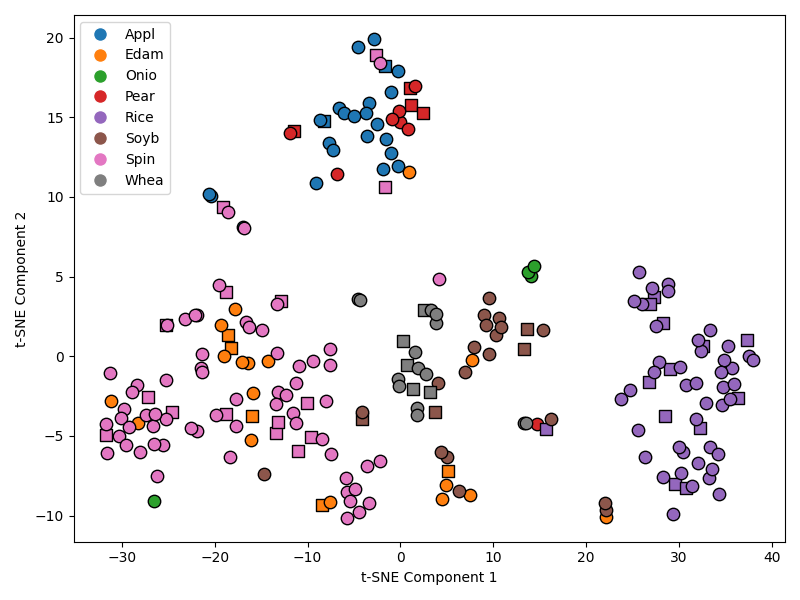 Appl
Edam
Onio
Pear
Rice
Soyb
Spin
Whea
t-SNE Component 2
20
15
10
5
0
−5
−10
−30
−20
−10
0
10
20
30
40
t-SNE Component 1